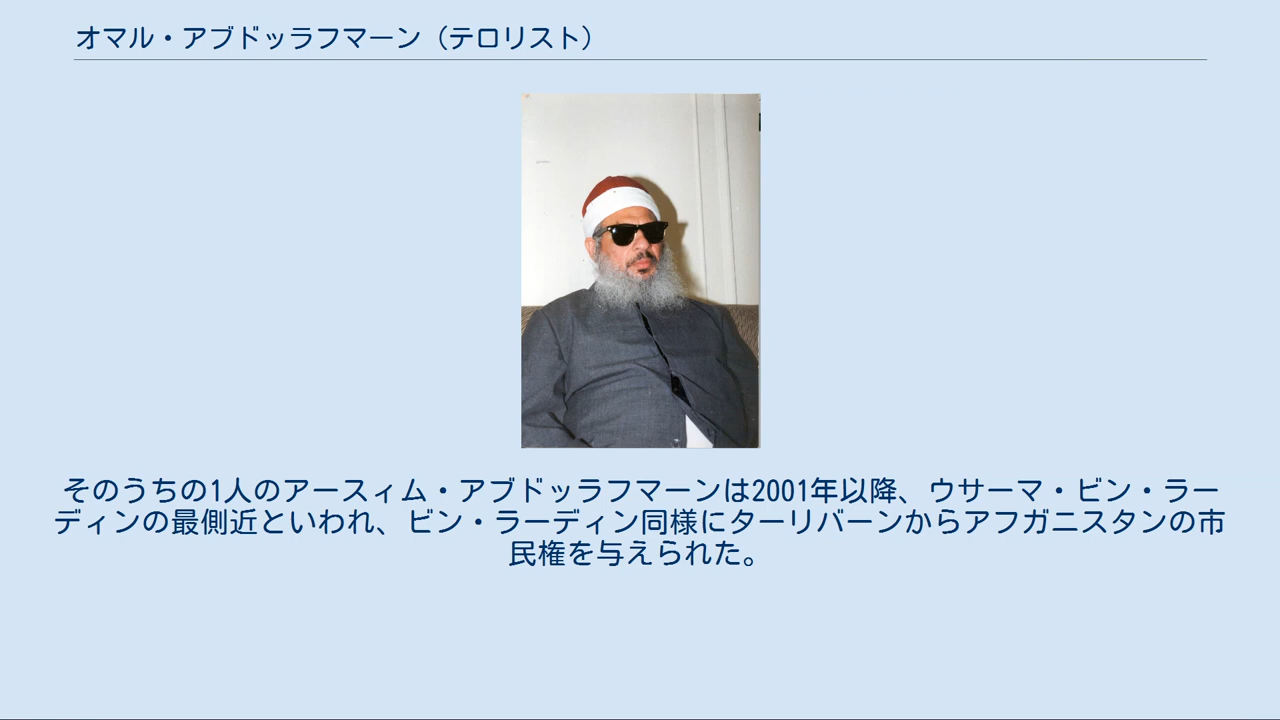 オマル・アブドッラフマーン（テロリスト）
そのうちの1人のアースィム・アブドッラフマーンは2001年以降、ウサーマ・ビン・ラー
ディンの最側近といわれ、ビン・ラーディン同様にターリバーンからアフガニスタンの市
民権を与えられた。